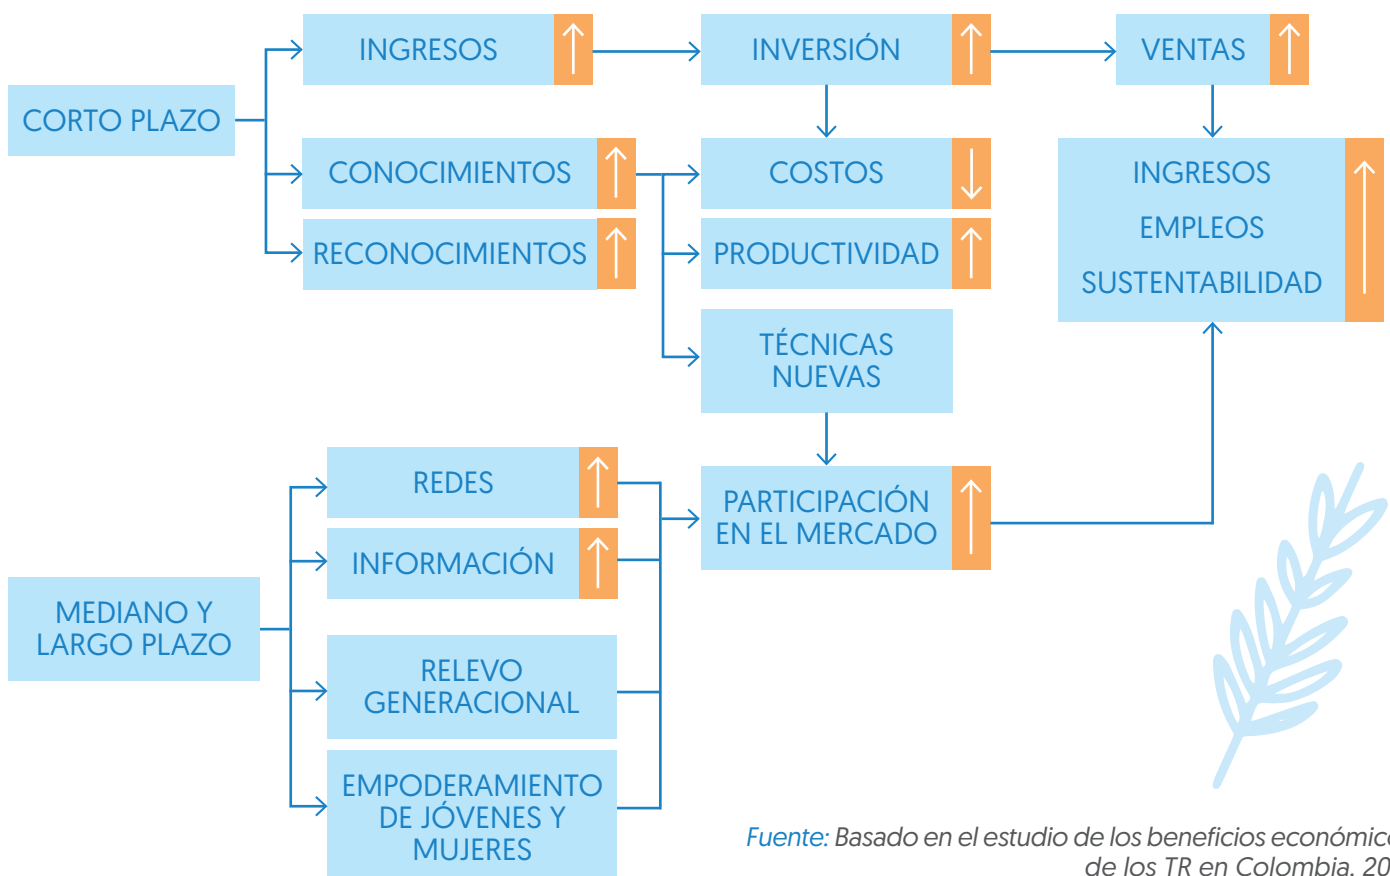 INGRESOS
INVERSIÓN
VENTAS
CORTO PLAZO
CONOCIMIENTOS
COSTOS
INGRESOS
EMPLEOS
SUSTENTABILIDAD
RECONOCIMIENTOS
PRODUCTIVIDAD
TÉCNICAS
NUEVAS
REDES
PARTICIPACIÓN
EN EL MERCADO
INFORMACIÓN
MEDIANO Y
LARGO PLAZO
RELEVO
GENERACIONAL
EMPODERAMIENTO
DE JÓVENES Y
MUJERES
Fuente: Basado en el estudio de los beneficios económico
de los TR en Colombia. 20